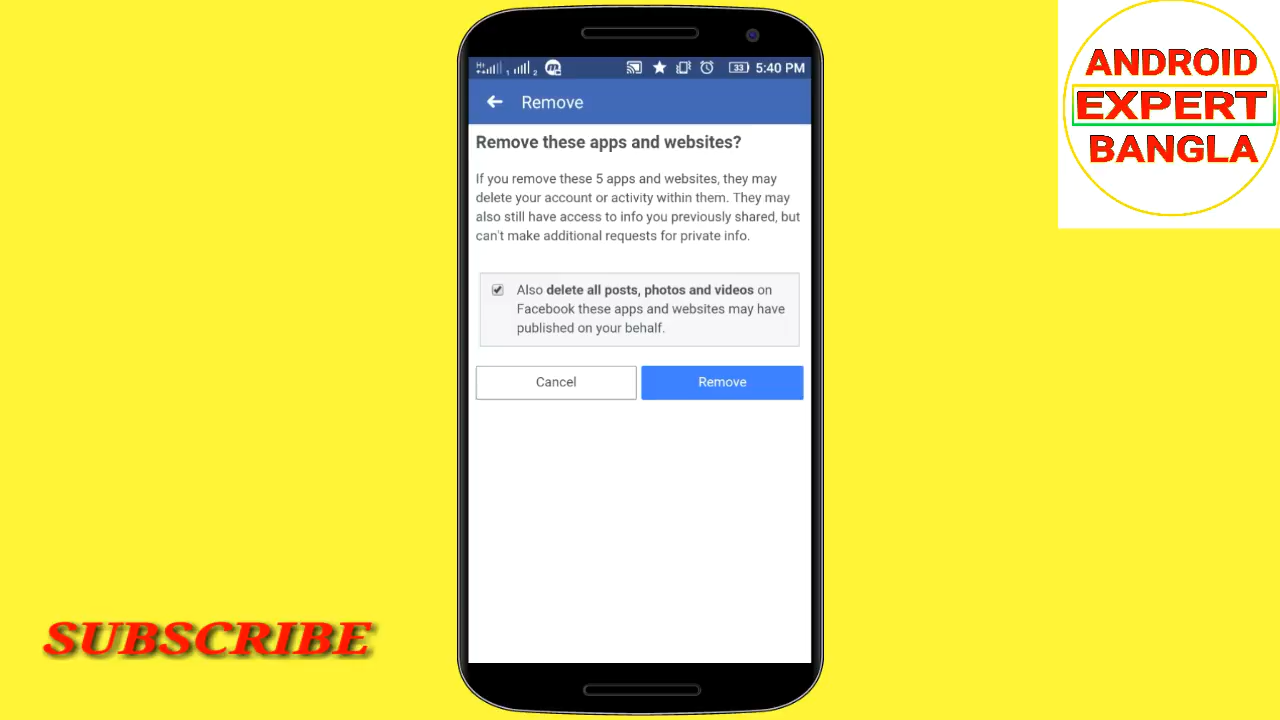 H+ 1 2 33 5:40 PM
Remove
Remove these apps and websites?
If you remove these 5 apps and websites, they may
delete your account or activity within them. They may
also still have access to info you previously shared, but
can't make additional requests for private info.
Also delete all posts, photos and videos on
Facebook these apps and websites may have
published on your behalf.
Cancel
Remove
ANDROID
EXPERT
BANGLA
SUBSCRIBE